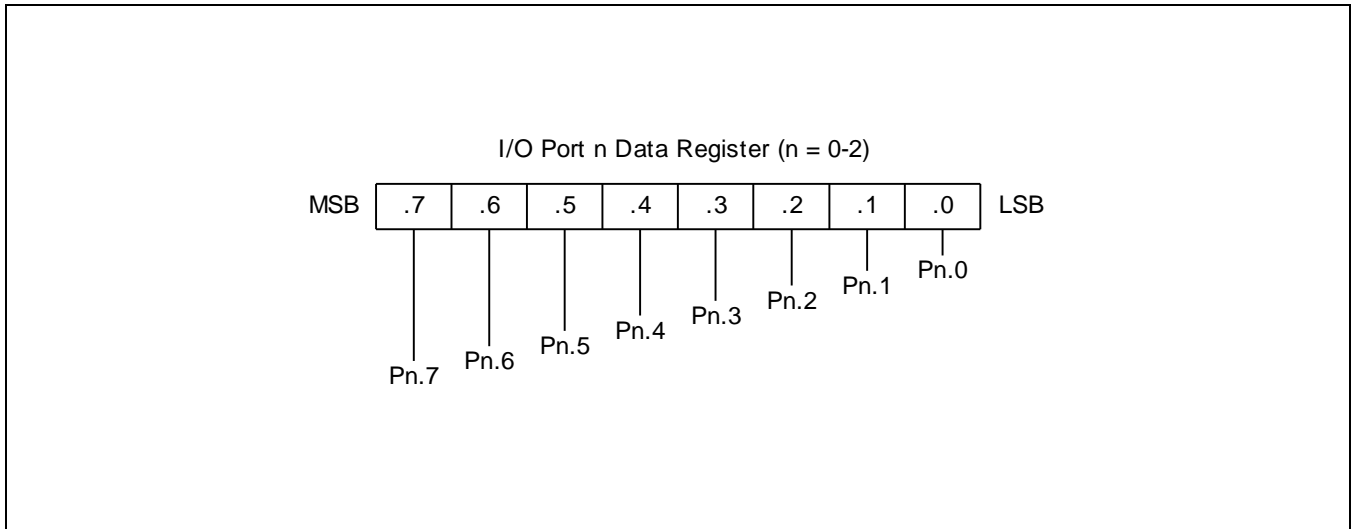 I/O Port n Data Register (n = 0-2)
MSB .7 .6 .5 .4 .3 .2 .1 .0 LSB
Pn.7 Pn.6 Pn.5 Pn.4 Pn.3 Pn.2 Pn.1 Pn.0